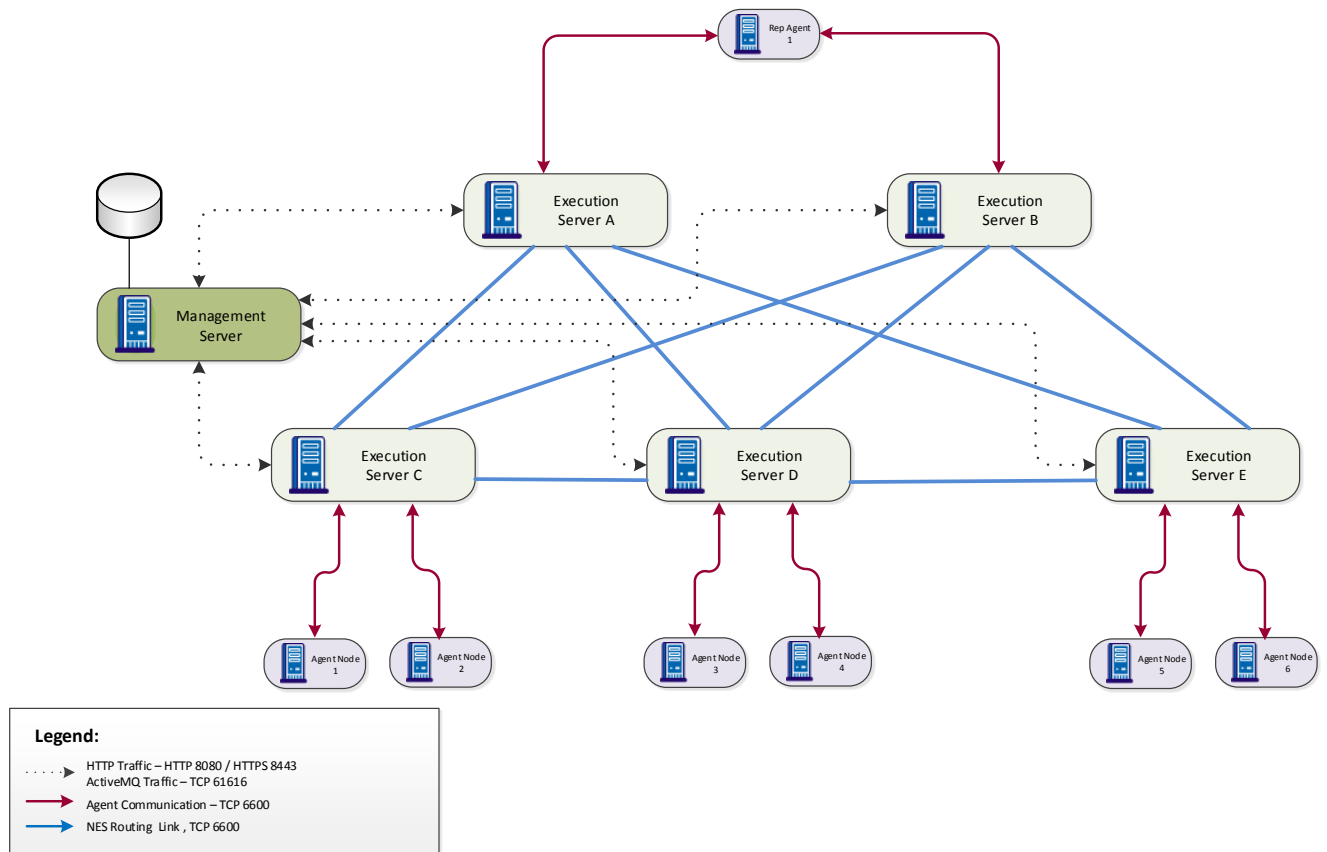 Rep Agent
1
Execution
Server A
Execution
Server B
Management
Server
Execution
Server C
Execution
Server D
Execution
Server E
Agent Node
1
Agent Node
2
Agent Node
3
Agent Node
4
Agent Node
5
Agent Node
6
Legend:
HTTP Traffic – HTTP 8080 / HTTPS 8443
ActiveMQ Traffic – TCP 61616
Agent Communication – TCP 6600
NES Routing Link , TCP 6600